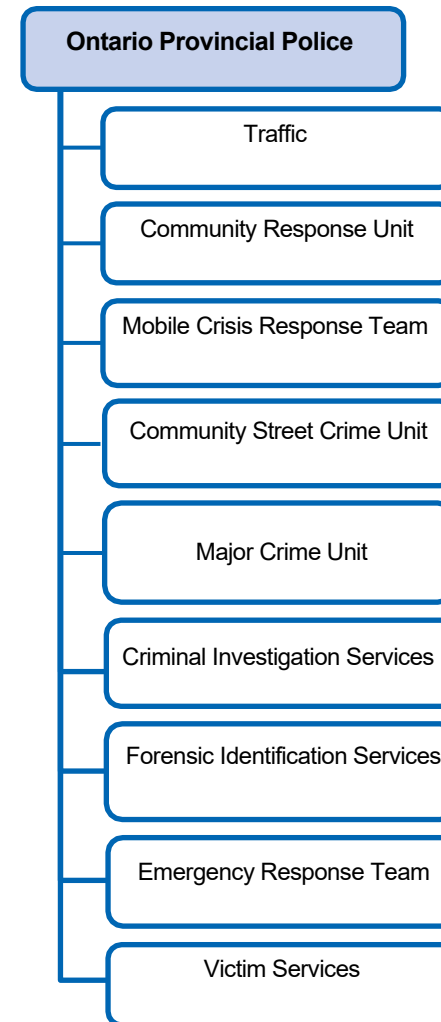 Ontario Provincial Police
Traffic
Community Response Unit
Mobile Crisis Response Team
Community Street Crime Unit
Major Crime Unit
Criminal Investigation Services
Forensic Identification Services
Emergency Response Team
Victim Services